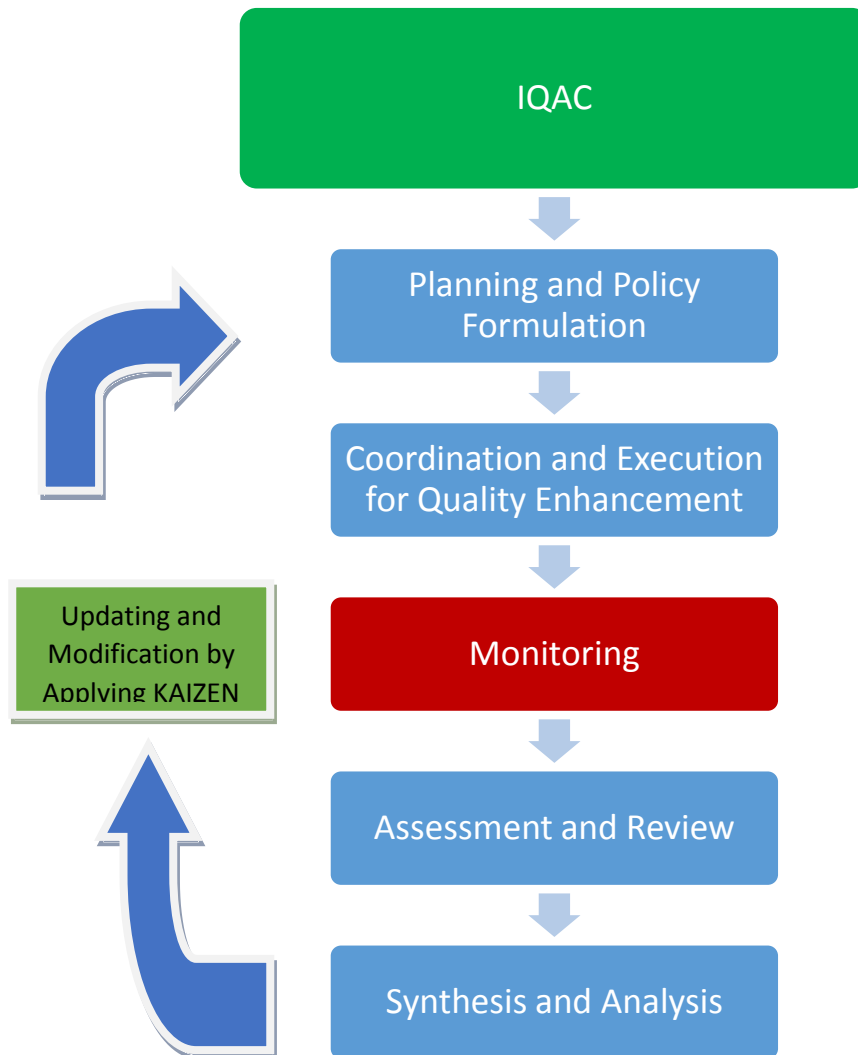 IQAC
Planning and Policy
Formulation
Coordination and Execution
for Quality Enhancement
Updating and
Modification by
Applying KAIZEN
Monitoring
Assessment and Review
Synthesis and Analysis